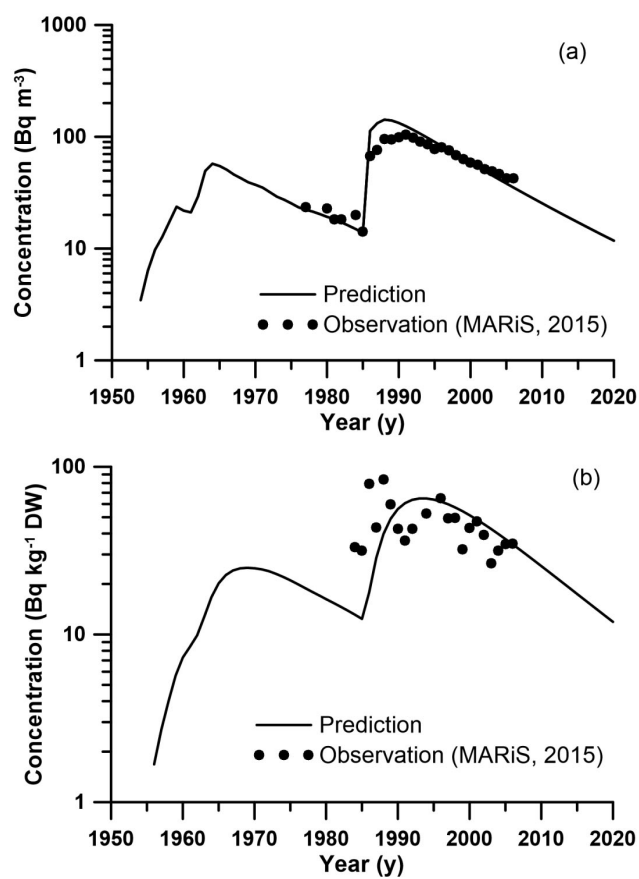 (a)
Concentration (Bq m⁻³)
1000
100
10
1
Prediction
Observation (MARiS, 2015)
1950 1960 1970 1980 1990 2000 2010 2020
Year (y)
(b)
Concentration (Bq kg⁻¹ DW)
100
10
1
Prediction
Observation (MARiS, 2015)
1950 1960 1970 1980 1990 2000 2010 2020
Year (y)